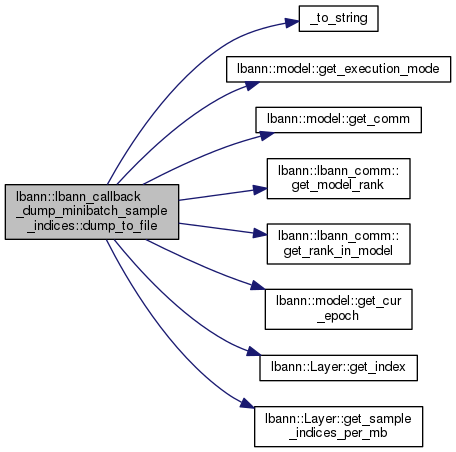 _to_string
lbann::model::get_execution_mode
lbann::model::get_comm
lbann::lbann_comm::
get_model_rank
lbann::lbann_callback
_dump_minibatch_sample
_indices::dump_to_file
lbann::lbann_comm::
get_rank_in_model
lbann::model::get_cur
_epoch
lbann::Layer::get_index
lbann::Layer::get_sample
_indices_per_mb